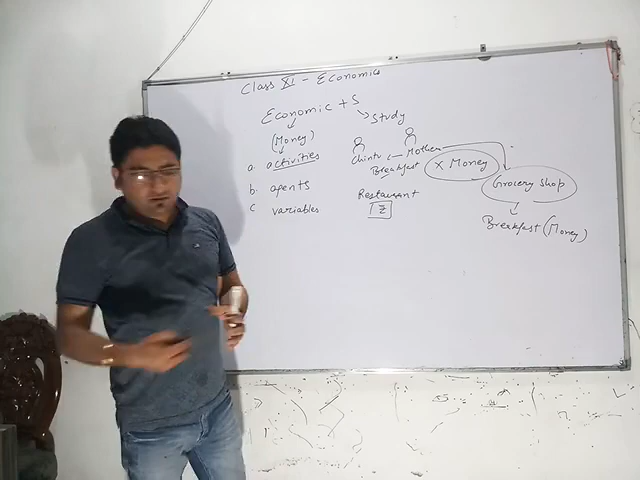 Class XI - Economics
Economic + S
Study
(Money)
a. activities
b. agents
c variables
Chintu
Mother
Breakfast
X Money
Grocery Shop
Restaurant
₹
Breakfast (Money)